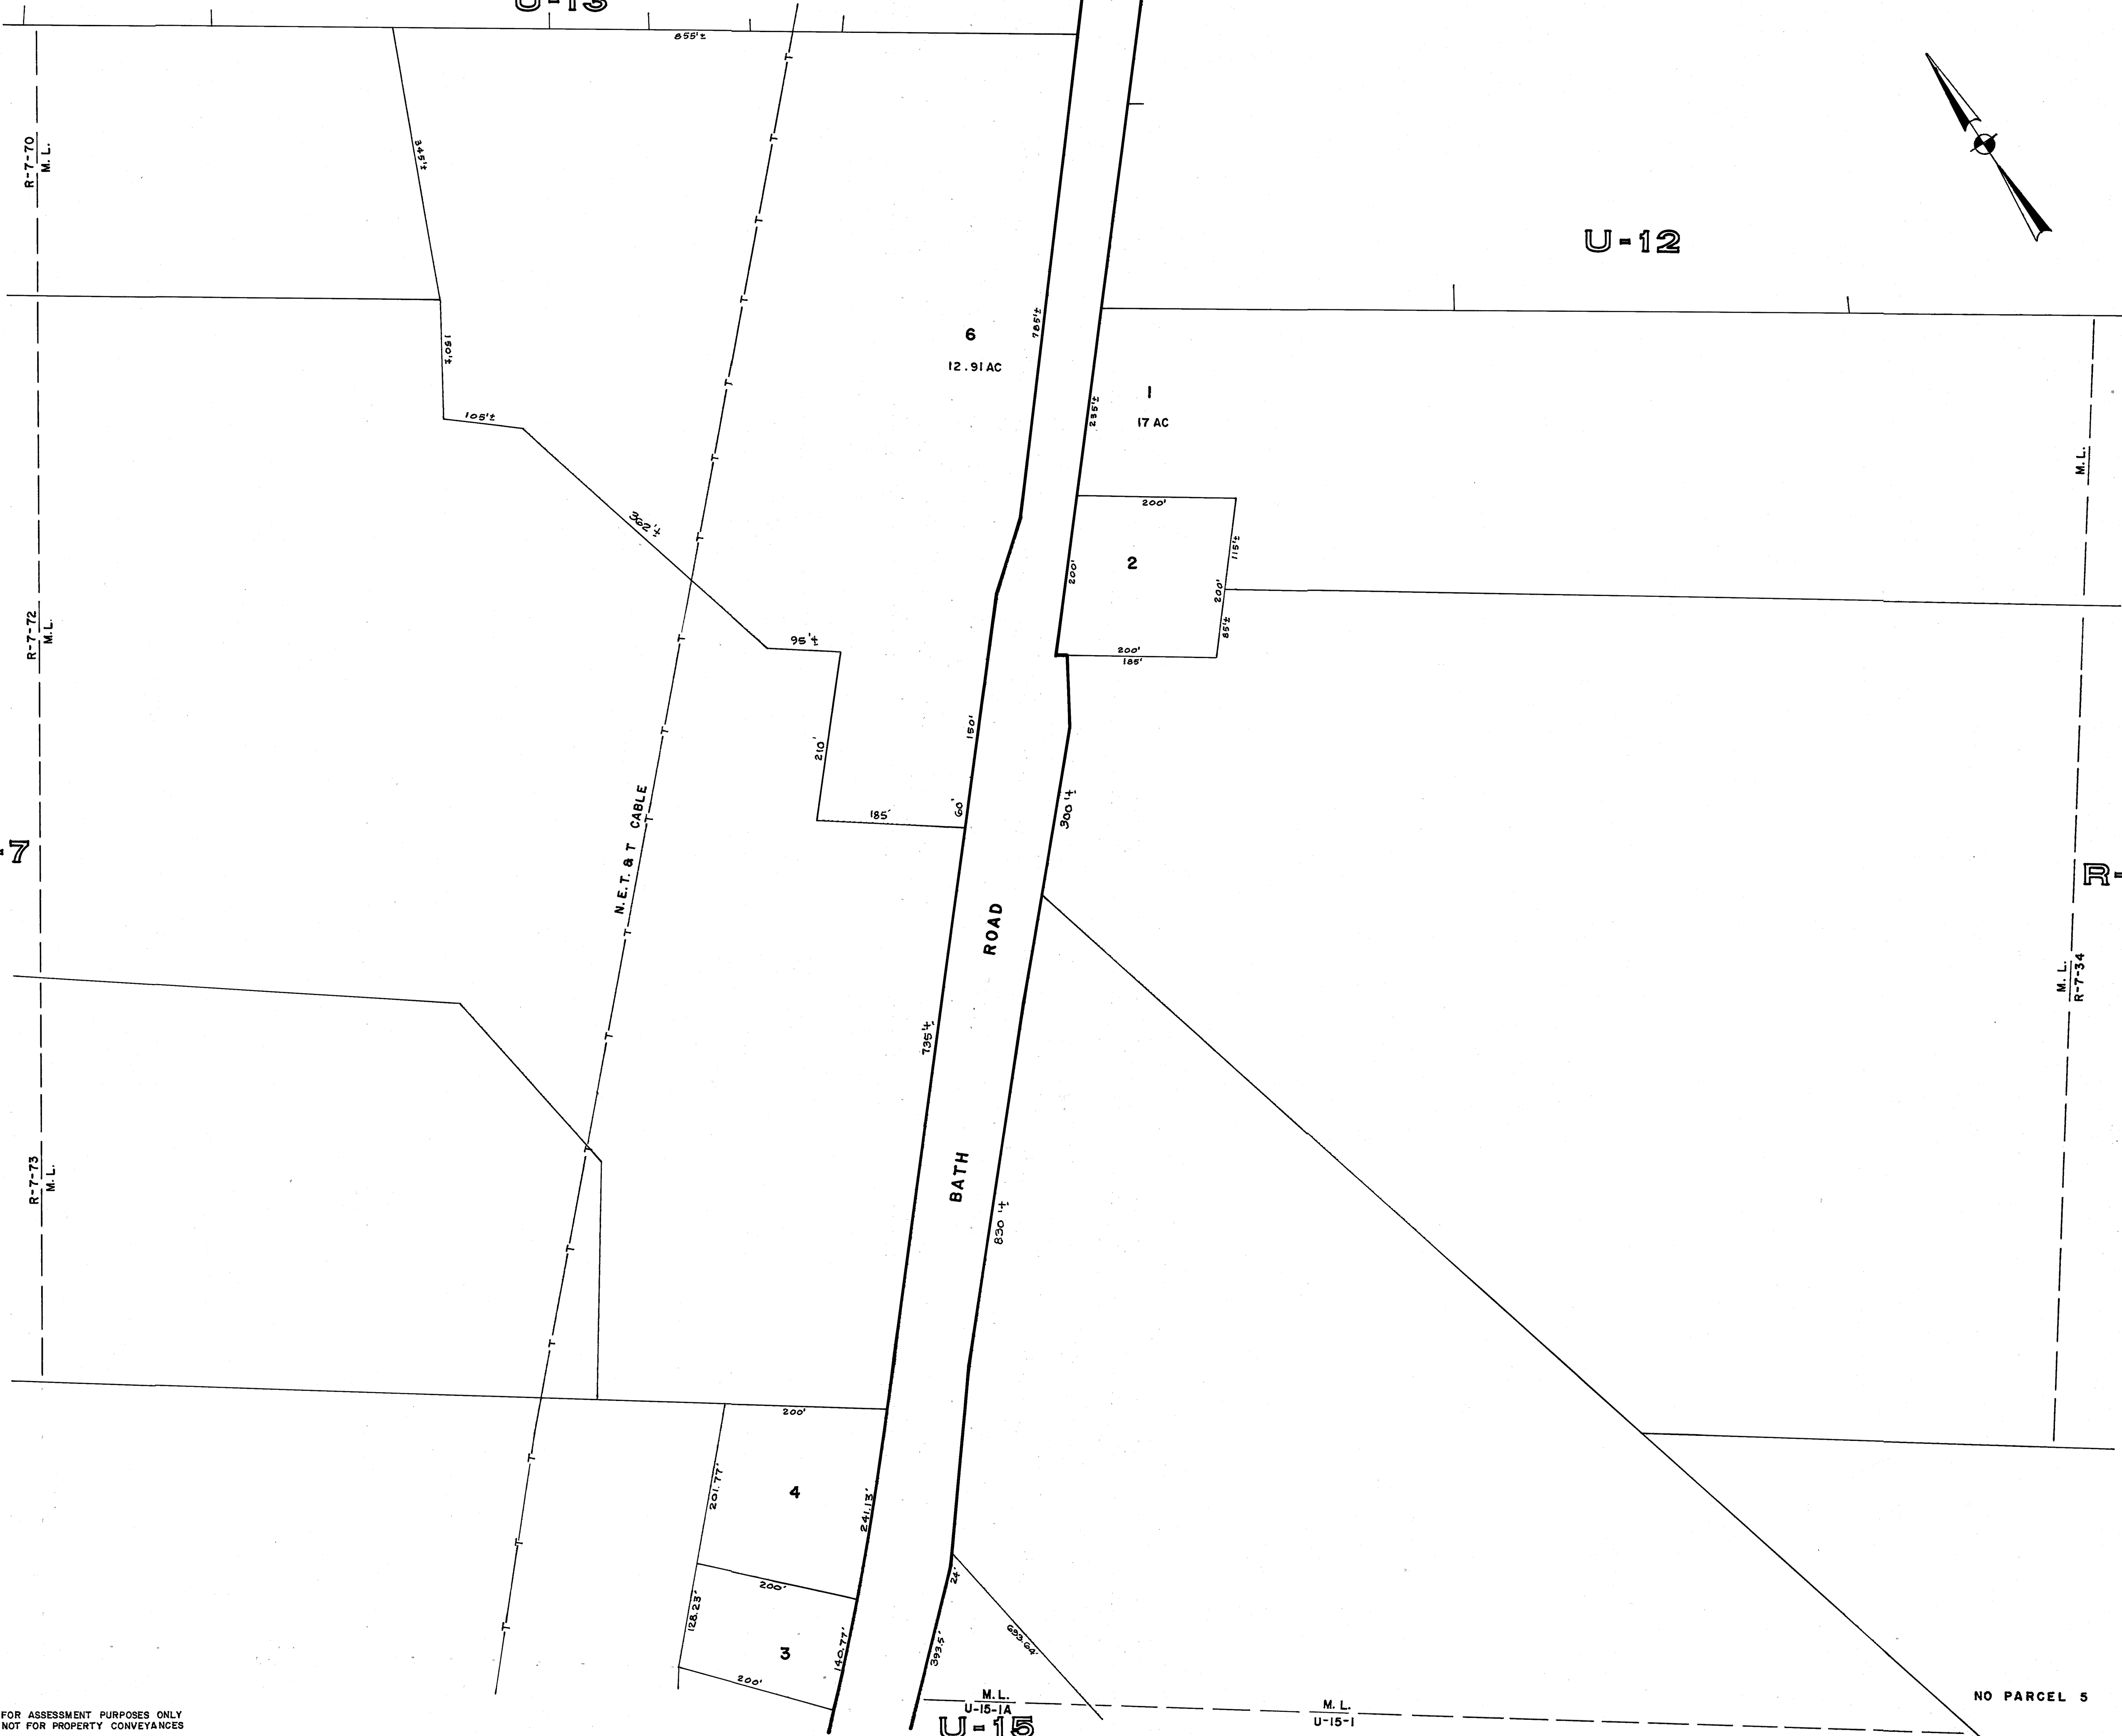 U-13
855'±
345'±
R-7-70
M. L.
U-12
150'±
785'±
6
12.91 AC
235'±
1
17 AC
105'±
M. L.
200'
362'±
115'±
2
200'
200'
R-7-72
M. L.
85'±
95'±
200'
185'
150'
210'
300'±
60'
185'
N. E. T. & T CABLE
-7
R-
ROAD
M. L.
R-7-34
735'±
R-7-73
M. L.
BATH
830'±
200'
201.77'
4
241.13'
200'
24'
128.23'
3
140.77'
393.5'
693.64'
200'
M. L.
U-15-1A
M. L.
U-15-1
U-15
NO PARCEL 5
FOR ASSESSMENT PURPOSES ONLY
NOT FOR PROPERTY CONVEYANCES